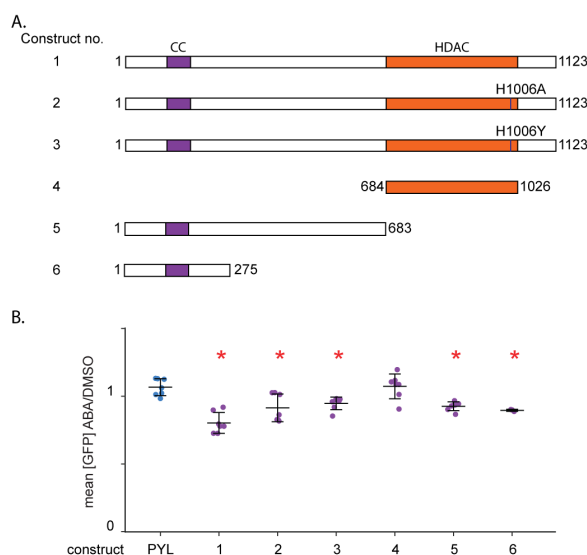 A.
Construct no. CC HDAC
1 1 1123
H1006A
2 1 1123
H1006Y
3 1 1123
4 684 1026
5 1 683
6 1 275
B.
* * * * *
1
0
mean [GFP] ABA/DMSO
construct PYL 1 2 3 4 5 6